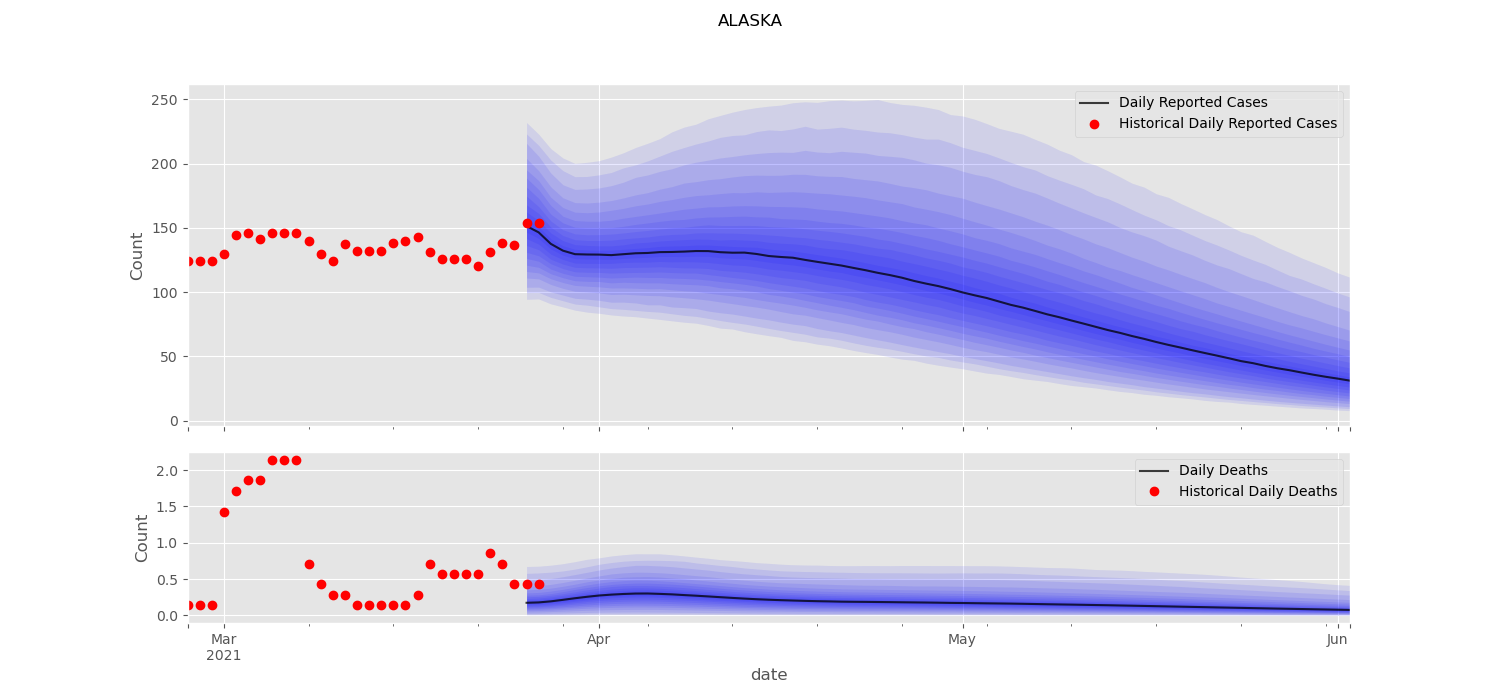 ALASKA
250
200
150
100
50
0
Count
Daily Reported Cases
Historical Daily Reported Cases
2.0
1.5
1.0
0.5
0.0
Count
Daily Deaths
Historical Daily Deaths
Mar
2021
Apr
May
Jun
date